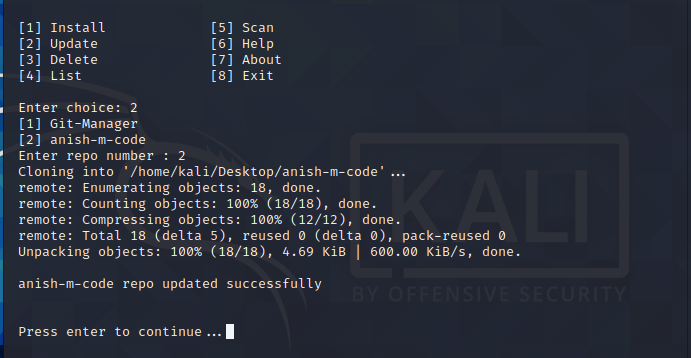 [1] Install [5] Scan
[2] Update [6] Help
[3] Delete [7] About
[4] List [8] Exit
Enter choice: 2
[1] Git-Manager
[2] anish-m-code
Enter repo number : 2
Cloning into '/home/kali/Desktop/anish-m-code'...
remote: Enumerating objects: 18, done.
remote: Counting objects: 100% (18/18), done.
remote: Compressing objects: 100% (12/12), done.
remote: Total 18 (delta 5), reused 0 (delta 0), pack-reused 0
Unpacking objects: 100% (18/18), 4.69 KiB | 600.00 KiB/s, done.
anish-m-code repo updated successfully
Press enter to continue...
KALI
BY OFFENSIVE SECURITY